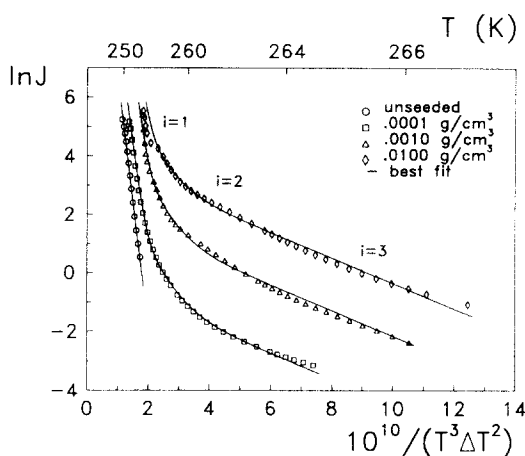 T (K)
250 260 264 266
lnJ
6
4
2
0
−2
−4
i=1
i=2
i=3
unseeded
.0001 g/cm³
.0010 g/cm³
.0100 g/cm³
best fit
0 2 4 6 8 10 12 14
10¹⁰/(T³ΔT²)